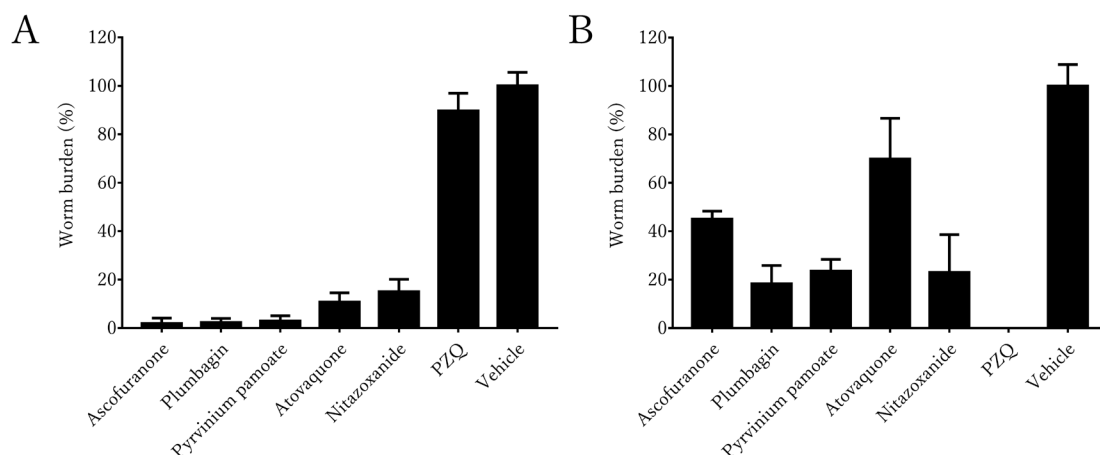 A
Worm burden (%)
120
100
80
60
40
20
0
Ascofuranone
Plumbagin
Pyrvinium pamoate
Atovaquone
Nitazoxanide
PZQ
Vehicle
B
Worm burden (%)
120
100
80
60
40
20
0
Ascofuranone
Plumbagin
Pyrvinium pamoate
Atovaquone
Nitazoxanide
PZQ
Vehicle